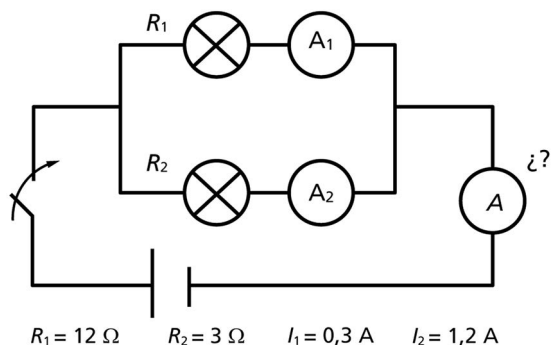 R₁
A₁
R₂
A₂
¿?
A
R₁ = 12 Ω R₂ = 3 Ω I₁ = 0,3 A I₂ = 1,2 A